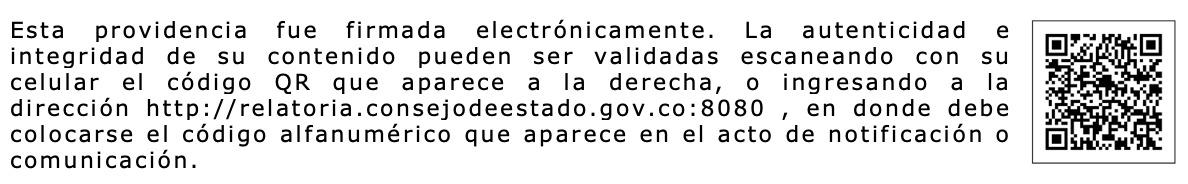 Esta providencia fue firmada electrónicamente. La autenticidad e
integridad de su contenido pueden ser validadas escaneando con su
celular el código QR que aparece a la derecha, o ingresando a la
dirección http://relatoria.consejodeestado.gov.co:8080 , en donde debe
colocarse el código alfanumérico que aparece en el acto de notificación o
comunicación.